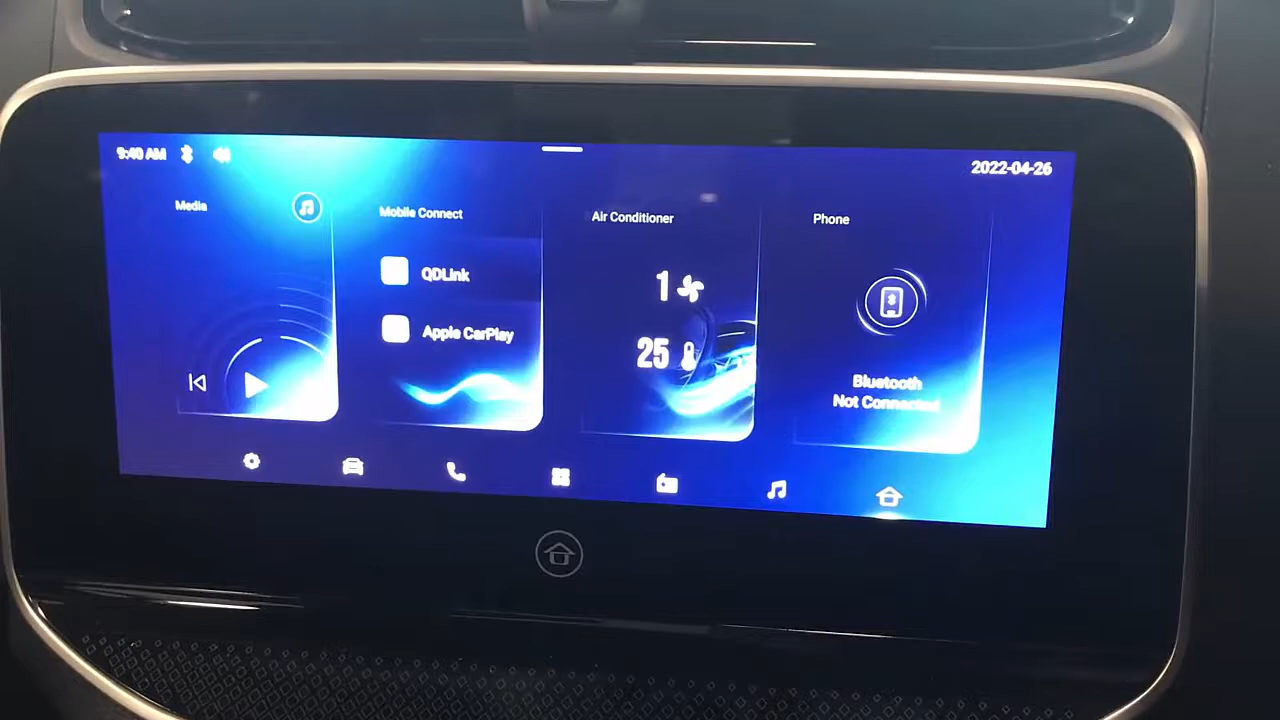 9:40 AM
2022-04-26
Media
Mobile Connect
QDLink
Apple CarPlay
Air Conditioner
1
25
Phone
Bluetooth
Not Connected